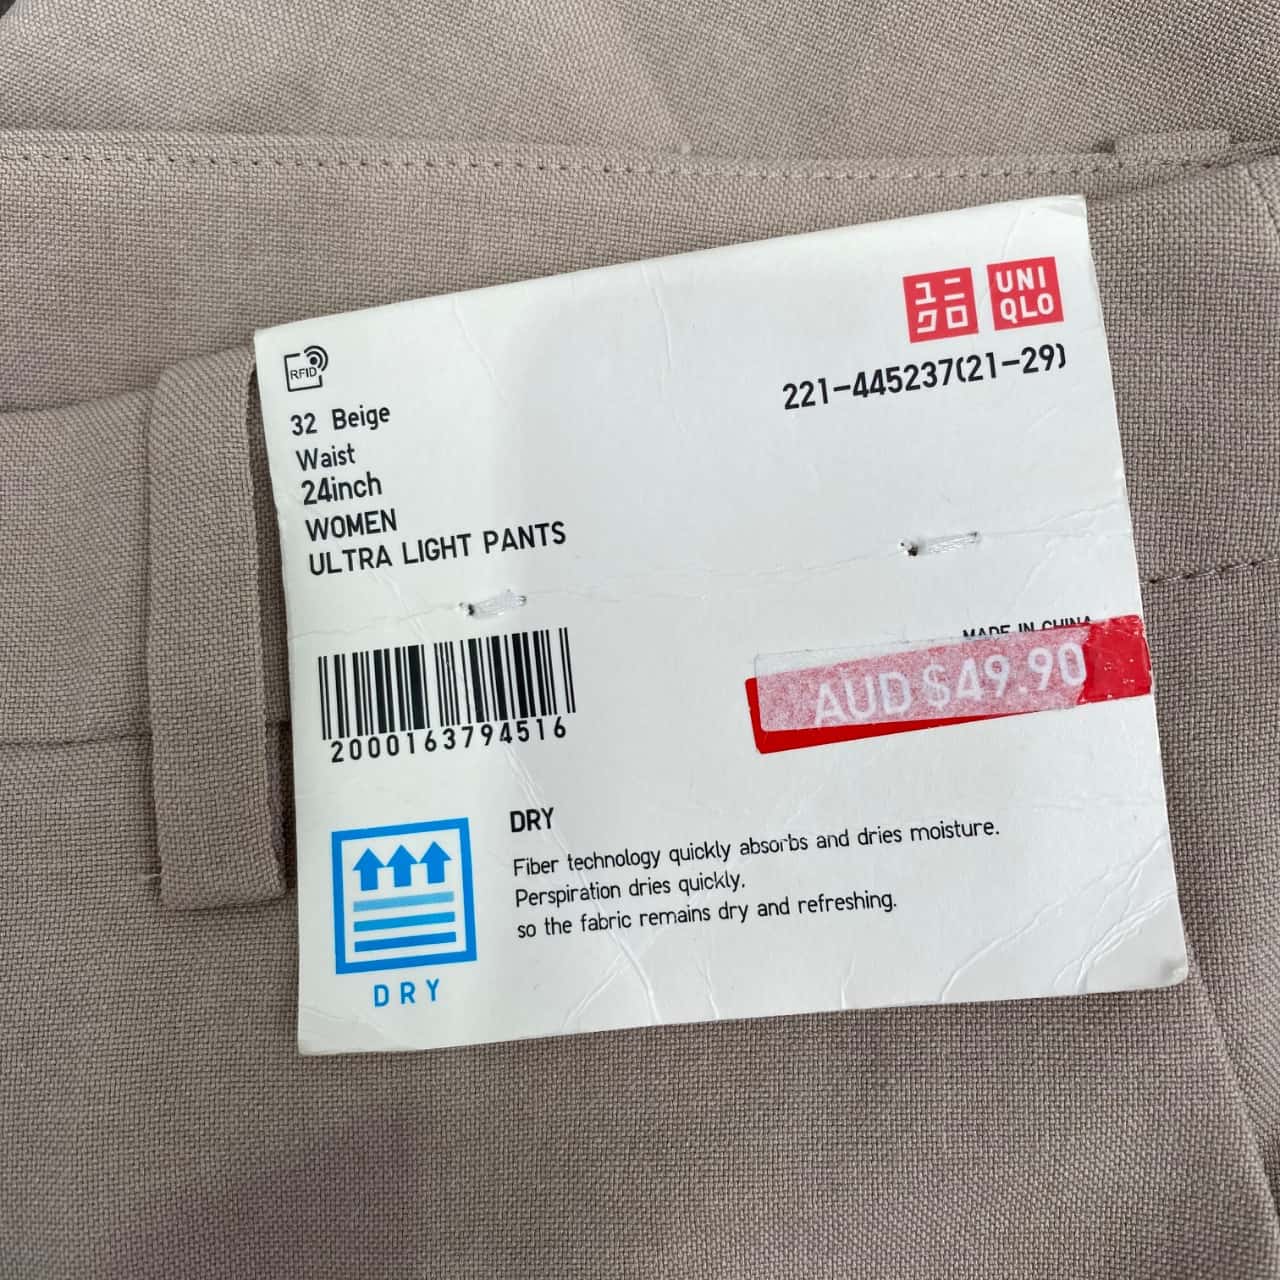 ユニ
クロ
UNI
QLO
221-445237(21-29)
RFID
32 Beige
Waist
24inch
WOMEN
ULTRA LIGHT PANTS
MADE IN CHINA
AUD $49.90
2000163794516
DRY
Fiber technology quickly absorbs and dries moisture.
Perspiration dries quickly.
so the fabric remains dry and refreshing.
DRY